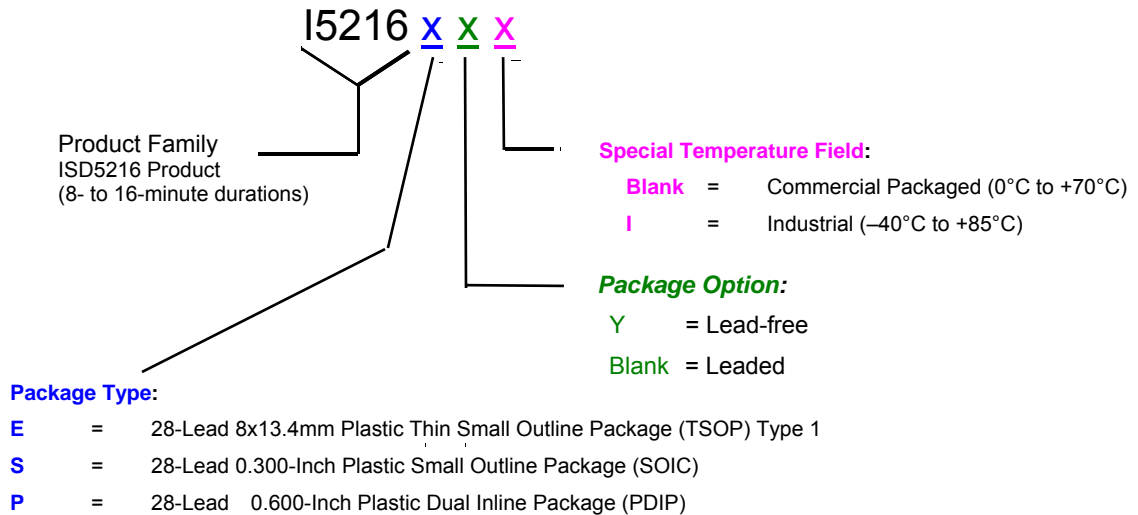 I5216 X X X
Product Family
ISD5216 Product
(8- to 16-minute durations)
Special Temperature Field:
Blank = Commercial Packaged (0°C to +70°C)
I = Industrial (–40°C to +85°C)
Package Option:
Y = Lead-free
Blank = Leaded
Package Type:
E = 28-Lead 8x13.4mm Plastic Thin Small Outline Package (TSOP) Type 1
S = 28-Lead 0.300-Inch Plastic Small Outline Package (SOIC)
P = 28-Lead 0.600-Inch Plastic Dual Inline Package (PDIP)